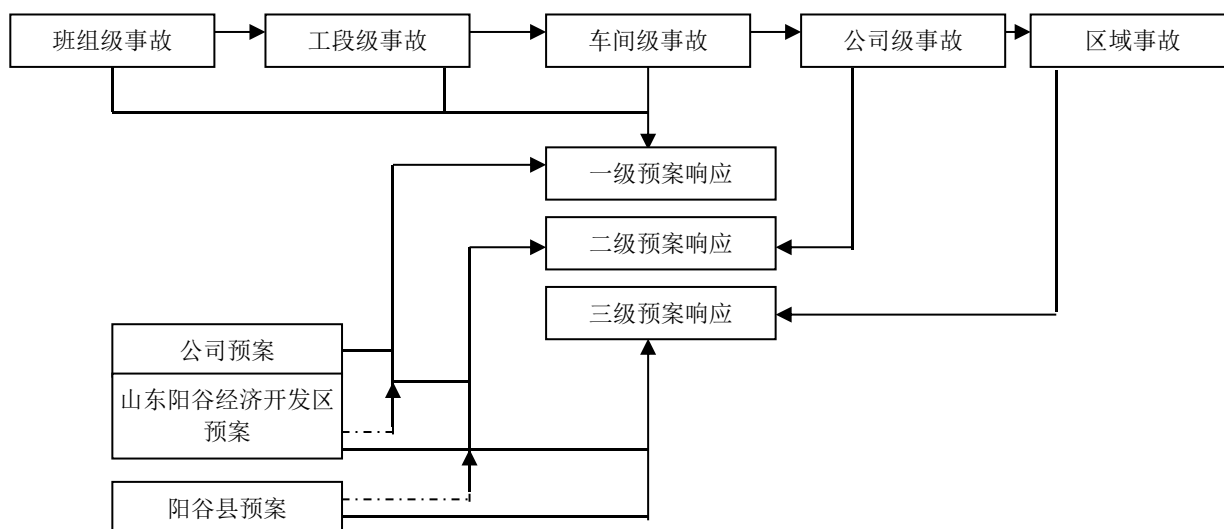 班组级事故
工段级事故
车间级事故
公司级事故
区域事故
一级预案响应
二级预案响应
三级预案响应
公司预案
山东阳谷经济开发区
预案
阳谷县预案